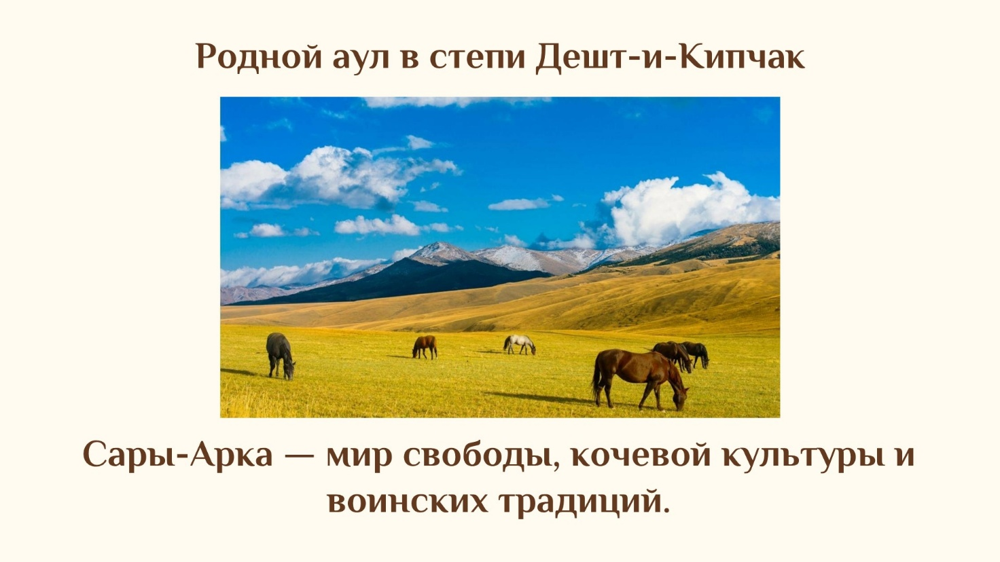 Родной аул в степи Дешт-и-Кипчак
Сары-Арка — мир свободы, кочевой культуры и
воинских традиций.